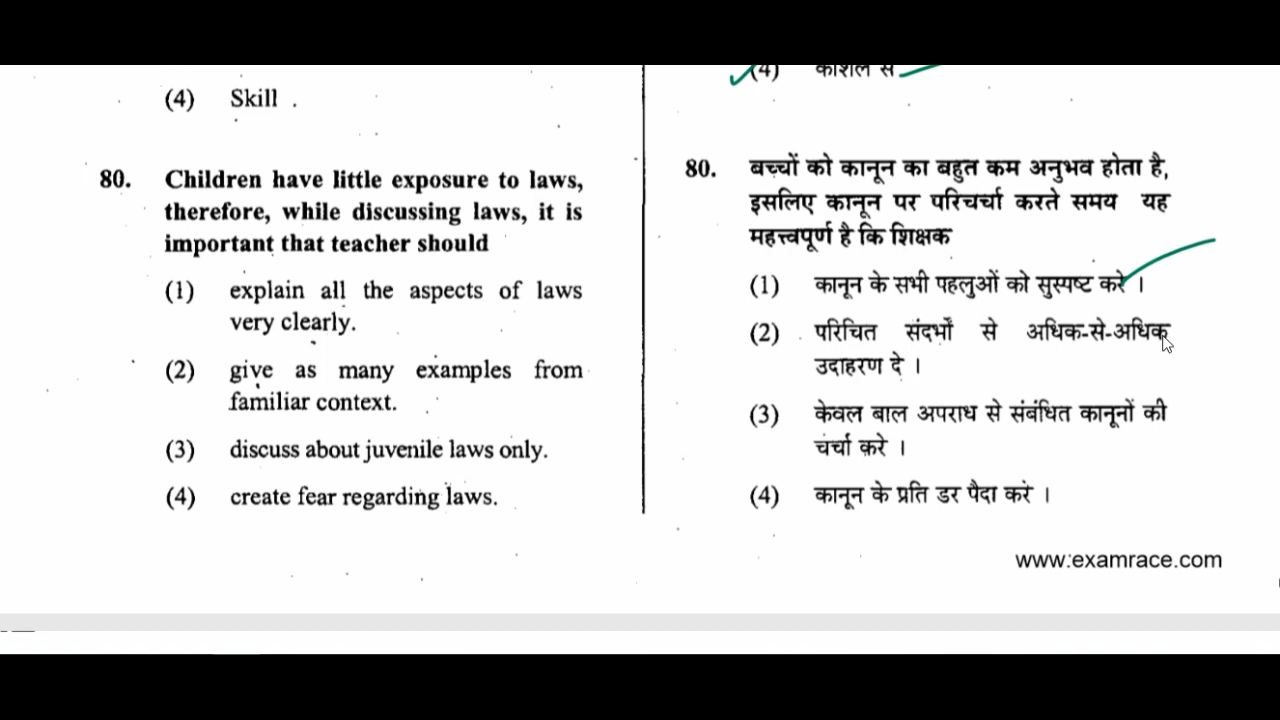 (4) Skill .
80. Children have little exposure to laws,
therefore, while discussing laws, it is
important that teacher should
(1) explain all the aspects of laws
very clearly.
(2) give as many examples from
familiar context.
(3) discuss about juvenile laws only.
(4) create fear regarding laws.
(4) कौशल से
80. बच्चों को कानून का बहुत कम अनुभव होता है,
इसलिए कानून पर परिचर्चा करते समय यह
महत्त्वपूर्ण है कि शिक्षक
(1) कानून के सभी पहलुओं को सुस्पष्ट करे ।
(2) परिचित संदर्भों से अधिक-से-अधिक
उदाहरण दे ।
(3) केवल बाल अपराध से संबंधित कानूनों की
चर्चा करे ।
(4) कानून के प्रति डर पैदा करे ।
www.examrace.com